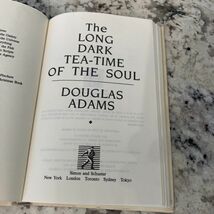 The
LONG
DARK
TEA-TIME
OF THE SOUL
DOUGLAS
ADAMS
Simon and Schuster
New York London Toronto Sydney Tokyo